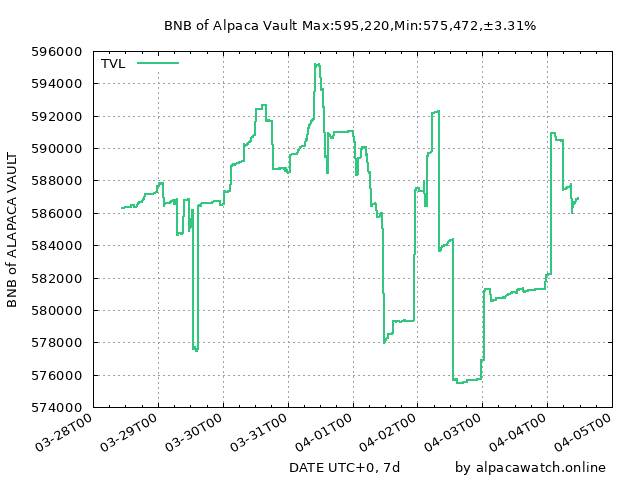 BNB of Alpaca Vault Max:595,220,Min:575,472,±3.31%
596000
594000
592000
590000
588000
586000
584000
582000
580000
578000
576000
574000
TVL
BNB of ALAPACA VAULT
03-28T00
03-29T00
03-30T00
03-31T00
04-01T00
04-02T00
04-03T00
04-04T00
04-05T00
DATE UTC+0, 7d
by alpacawatch.online